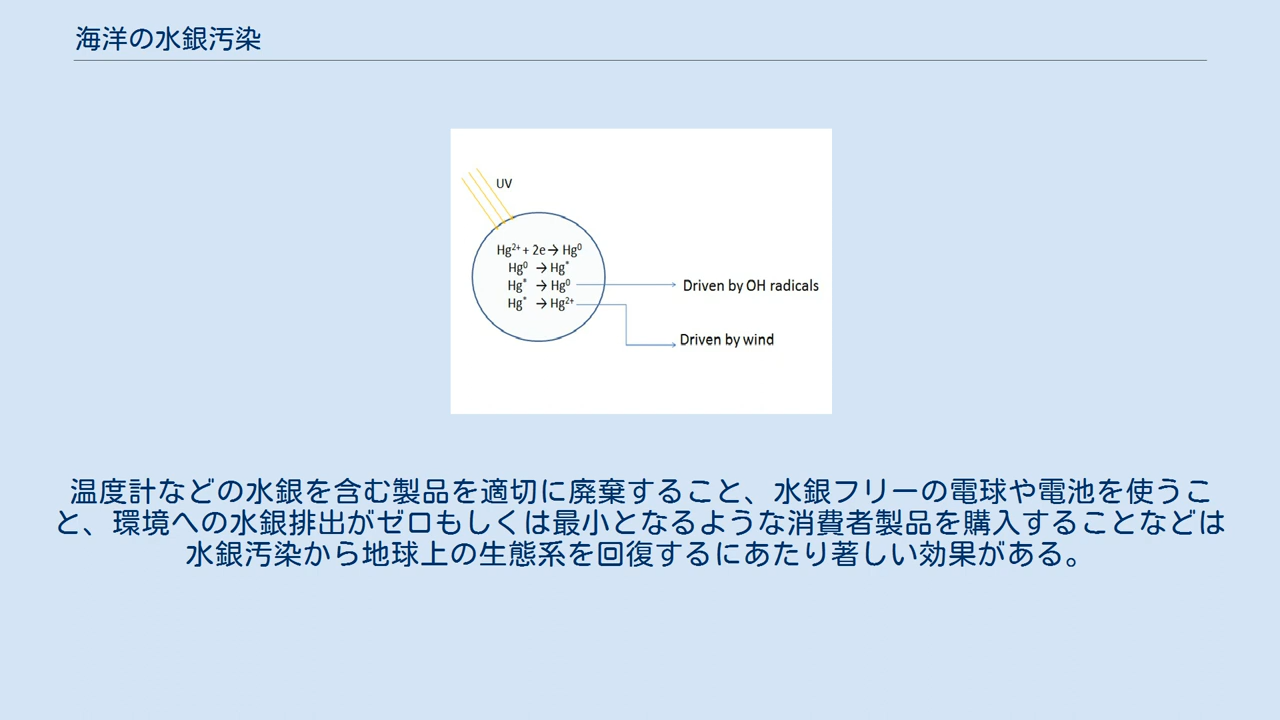 海洋の水銀汚染
UV
Hg²⁺ + 2e → Hg⁰
Hg⁰ → Hg*
Hg* → Hg⁰
Hg* → Hg²⁺
Driven by OH radicals
Driven by wind
温度計などの水銀を含む製品を適切に廃棄すること、水銀フリーの電球や電池を使うこ
と、環境への水銀排出がゼロもしくは最小となるような消費者製品を購入することなどは
水銀汚染から地球上の生態系を回復するにあたり著しい効果がある。